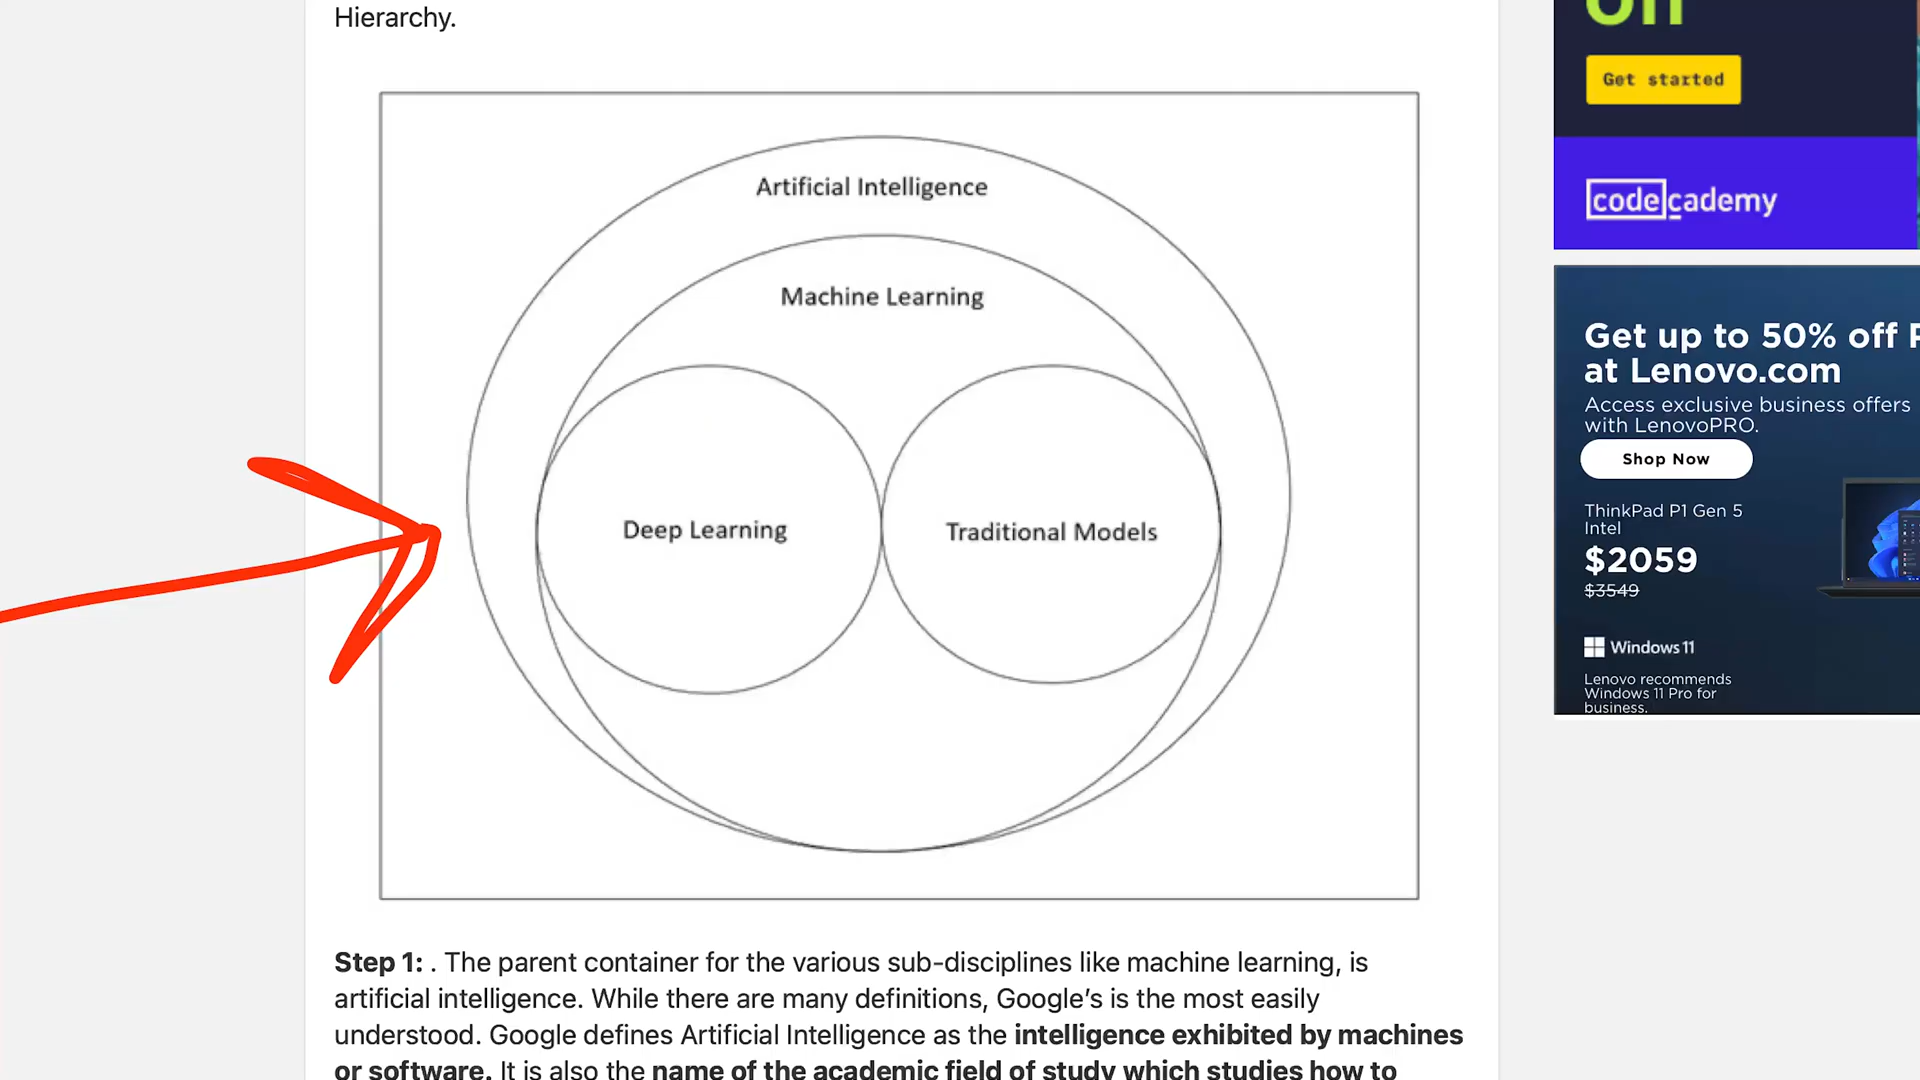 Hierarchy.
Artificial Intelligence
Machine Learning
Deep Learning
Traditional Models
Step 1: . The parent container for the various sub-disciplines like machine learning, is
artificial intelligence. While there are many definitions, Google’s is the most easily
understood. Google defines Artificial Intelligence as the intelligence exhibited by machines
or software. It is also the name of the academic field of study which studies how to
Off
Get started
codecademy
Get up to 50% off
at Lenovo.com
Access exclusive business offers
with LenovoPRO.
Shop Now
ThinkPad P1 Gen 5
Intel
$2059
$3549
Windows 11
Lenovo recommends
Windows 11 Pro for
business.